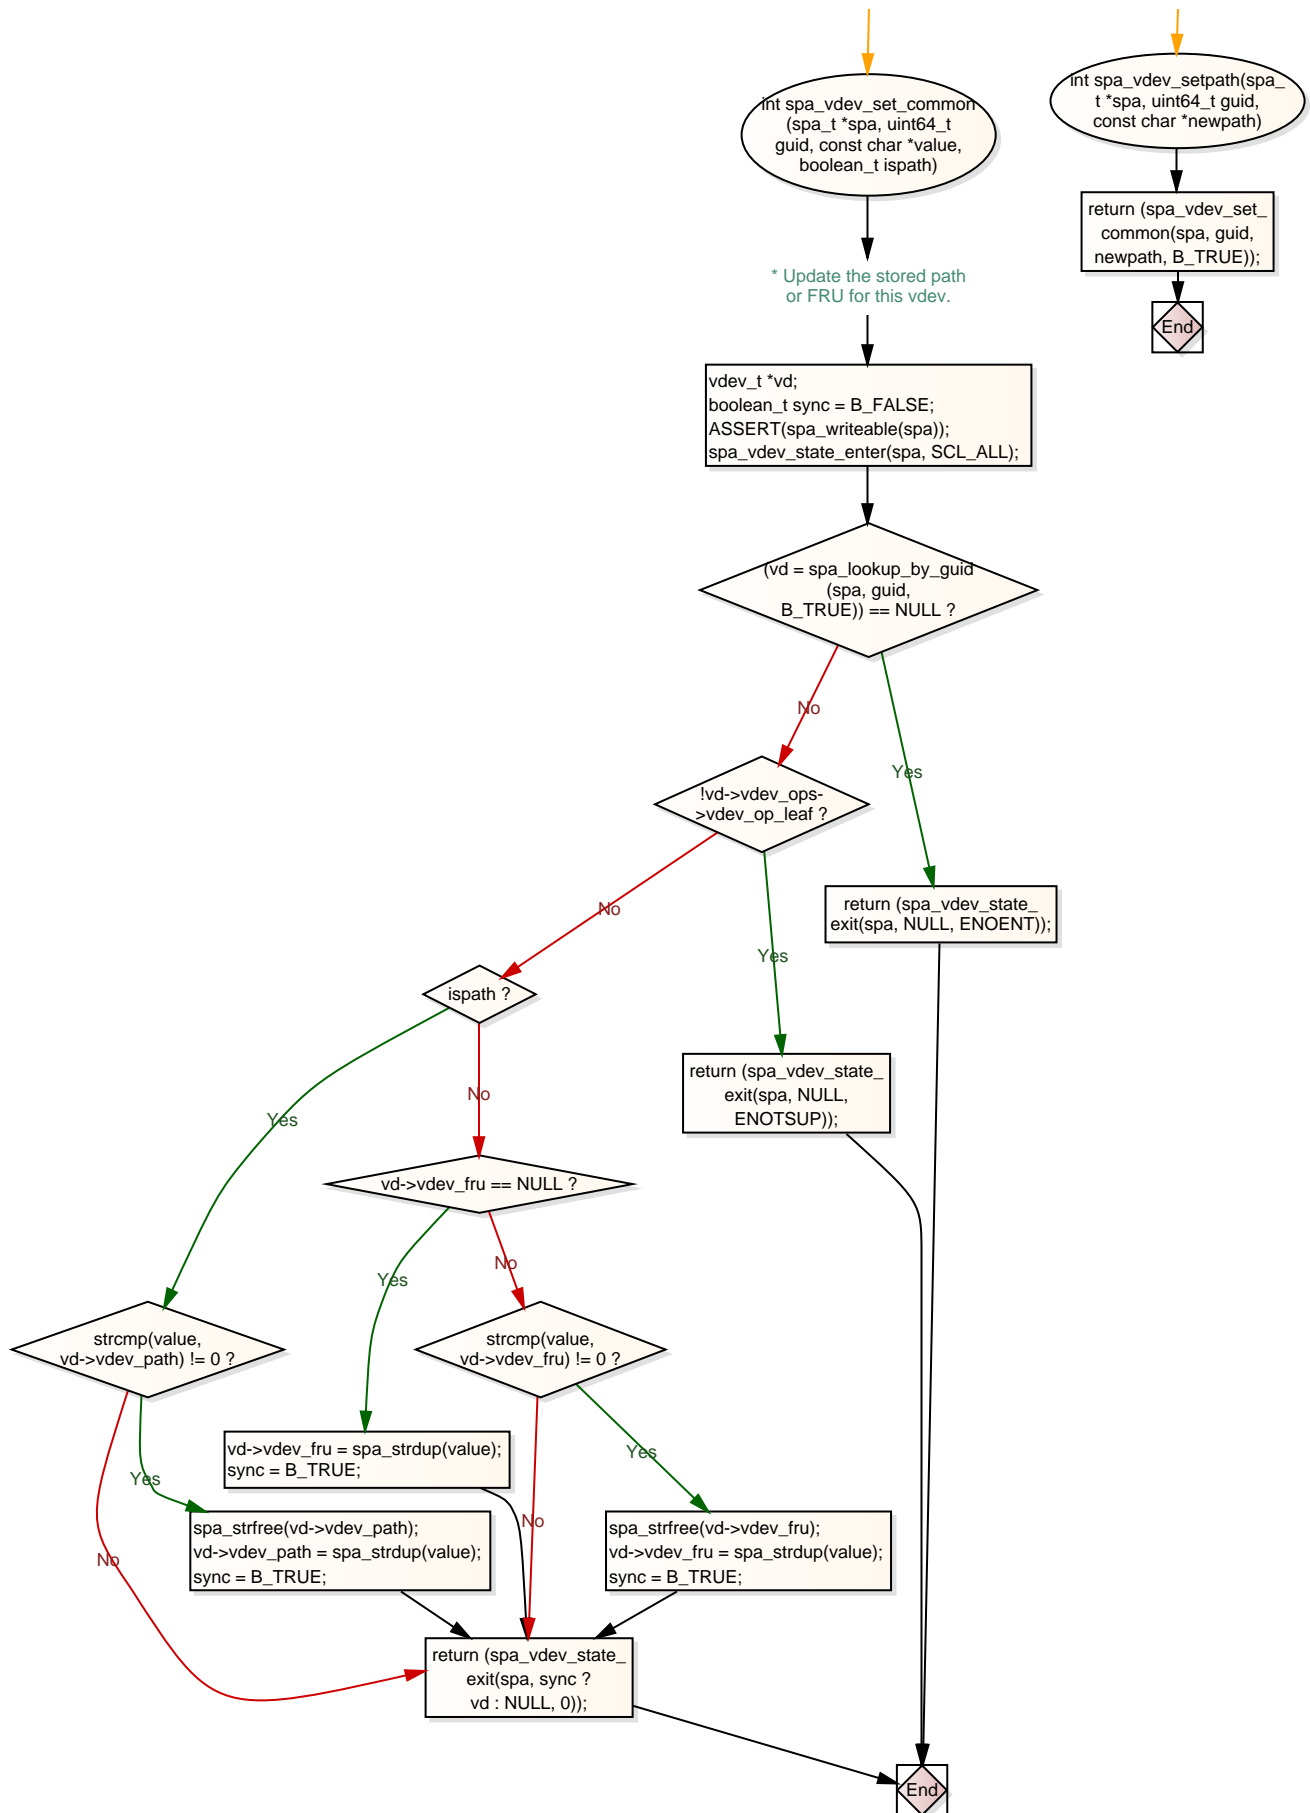 int spa_vdev_set_common
(spa_t *spa, uint64_t
guid, const char *value,
boolean_t ispath)
int spa_vdev_setpath(spa_
t *spa, uint64_t guid,
const char *newpath)
return (spa_vdev_set_
common(spa, guid,
newpath, B_TRUE));
End
* Update the stored path
or FRU for this vdev.
vdev_t *vd;
boolean_t sync = B_FALSE;
ASSERT(spa_writeable(spa));
spa_vdev_state_enter(spa, SCL_ALL);
(vd = spa_lookup_by_guid
(spa, guid,
B_TRUE)) == NULL ?
No
Yes
!vd->vdev_ops-
>vdev_op_leaf ?
No
Yes
return (spa_vdev_state_
exit(spa, NULL, ENOENT));
ispath ?
Yes
No
return (spa_vdev_state_
exit(spa, NULL,
ENOTSUP));
vd->vdev_fru == NULL ?
Yes
No
strcmp(value,
vd->vdev_path) != 0 ?
strcmp(value,
vd->vdev_fru) != 0 ?
vd->vdev_fru = spa_strdup(value);
sync = B_TRUE;
Yes
Yes
No
No
spa_strfree(vd->vdev_path);
vd->vdev_path = spa_strdup(value);
sync = B_TRUE;
spa_strfree(vd->vdev_fru);
vd->vdev_fru = spa_strdup(value);
sync = B_TRUE;
return (spa_vdev_state_
exit(spa, sync ?
vd : NULL, 0));
End